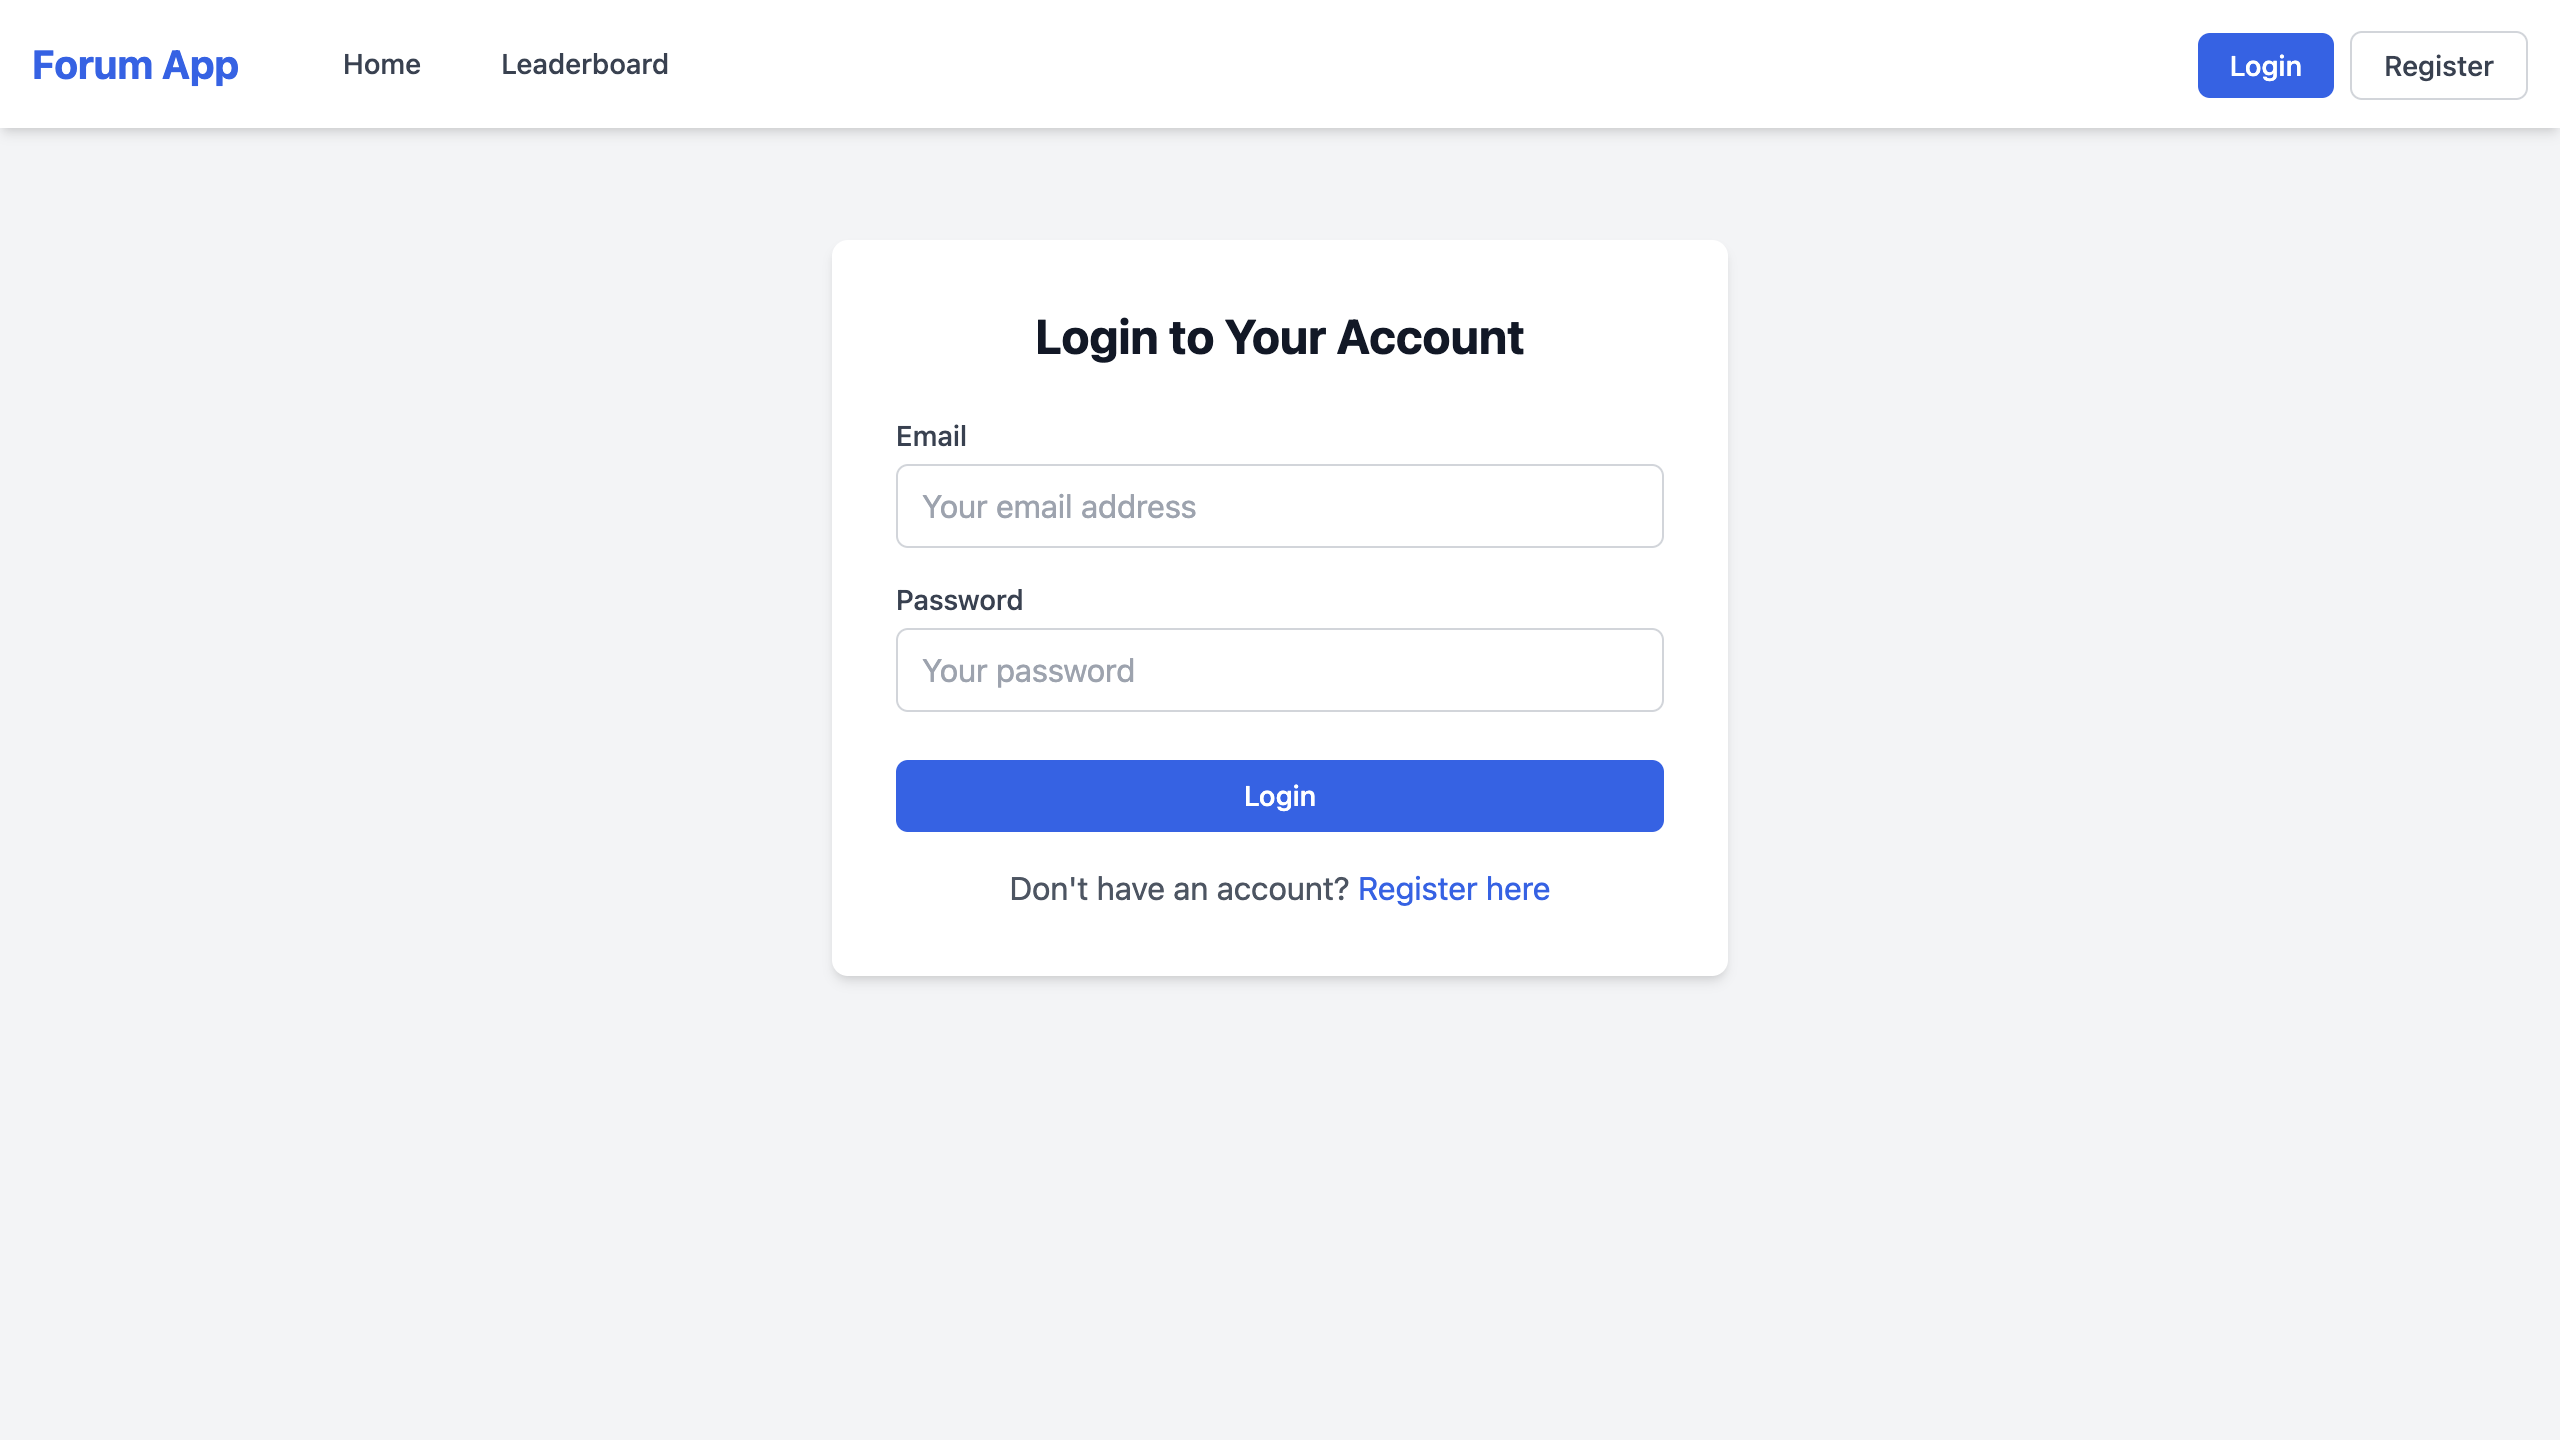 Forum App
Home
Leaderboard
Login
Register
Login to Your Account
Email
Your email address
Password
Your password
Login
Don't have an account? Register here